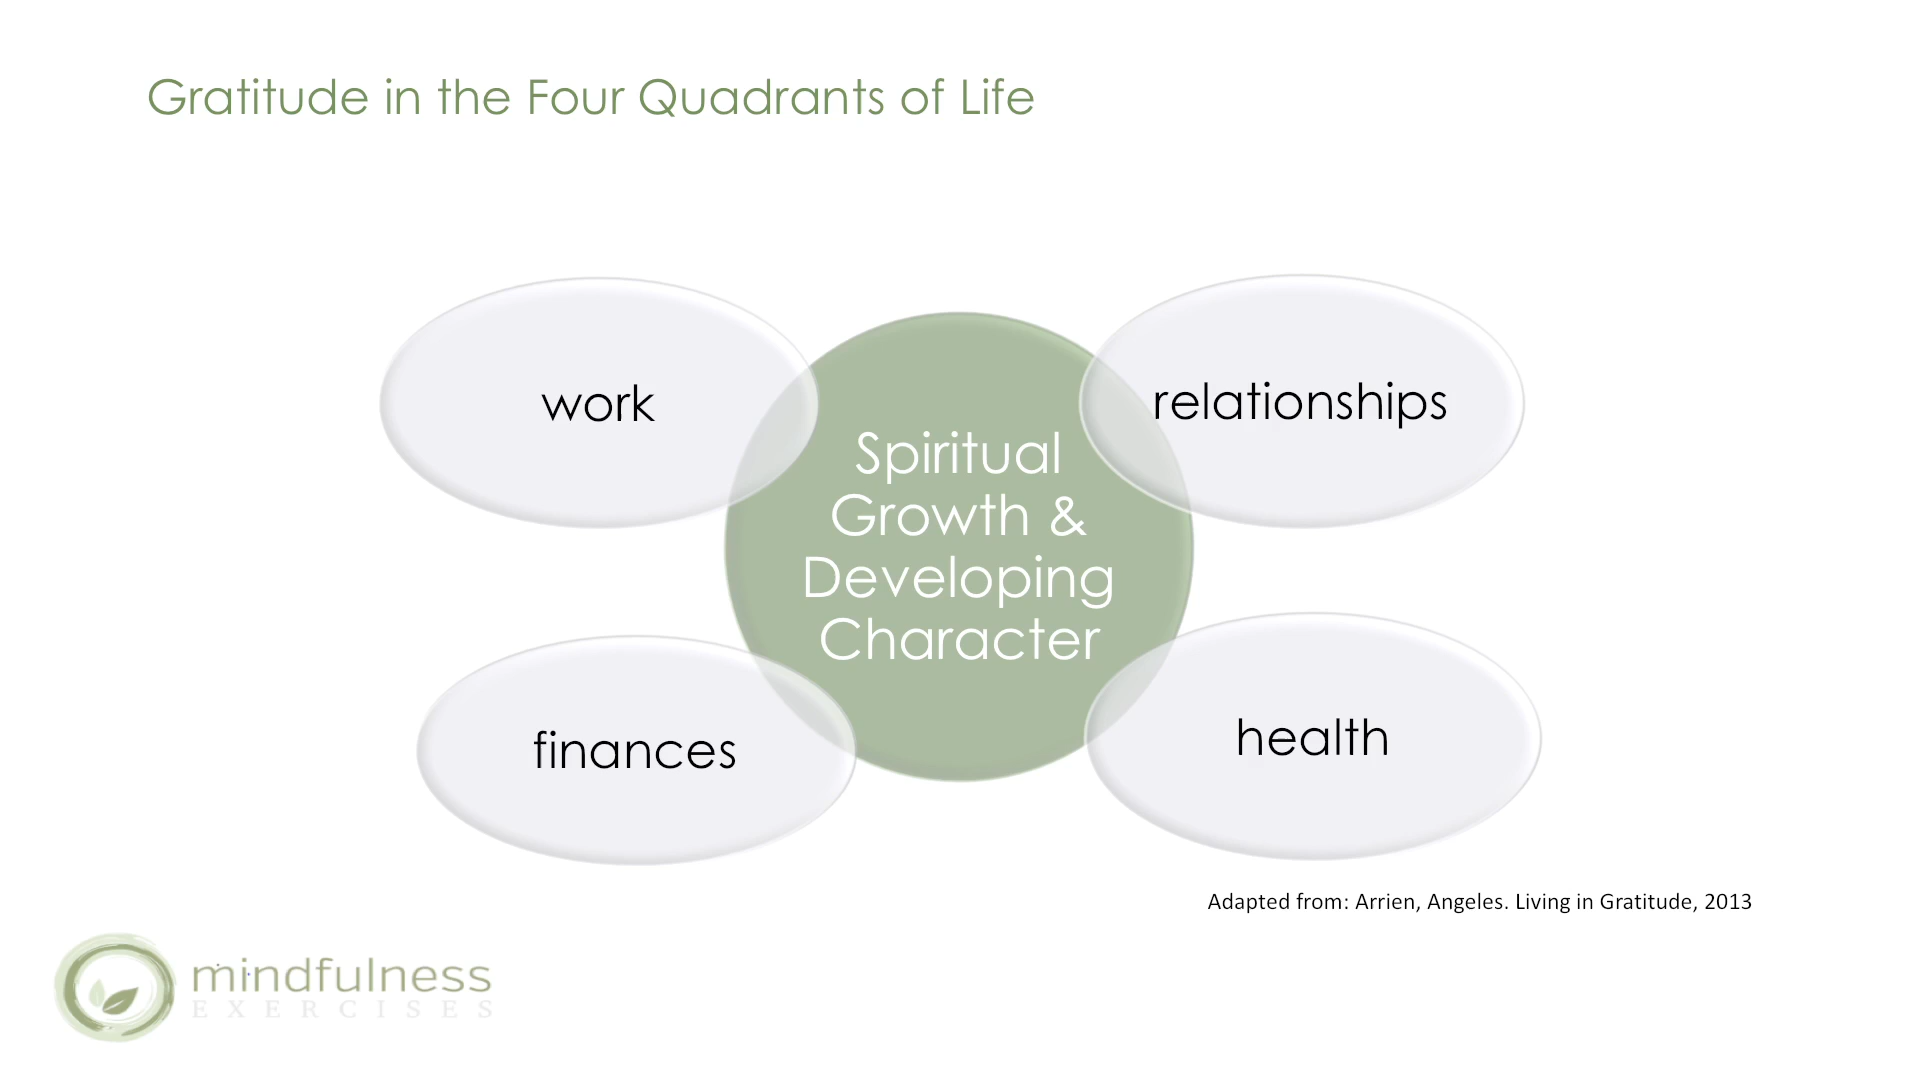 Gratitude in the Four Quadrants of Life
work
relationships
Spiritual
Growth &
Developing
Character
finances
health
Adapted from: Arrien, Angeles. Living in Gratitude, 2013
mindfulness
EXERCISES